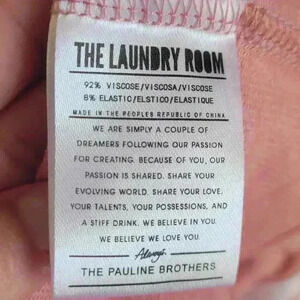 THE LAUNDRY ROOM
92% VISCOSE/VISCOSA/VISCOSE
8% ELASTIC/ELSTICO/ELASTIQUE
MADE IN THE PEOPLES REPUBLIC OF CHINA
WE ARE SIMPLY A COUPLE OF
DREAMERS FOLLOWING OUR PASSION
FOR CREATING. BECAUSE OF YOU, OUR
PASSION IS SHARED. SHARE YOUR
EVOLVING WORLD. SHARE YOUR LOVE,
YOUR TALENTS, YOUR POSSESSIONS, AND
A STIFF DRINK. WE BELIEVE IN YOU.
WE BELIEVE WE LOVE YOU.
Always,
THE PAULINE BROTHERS